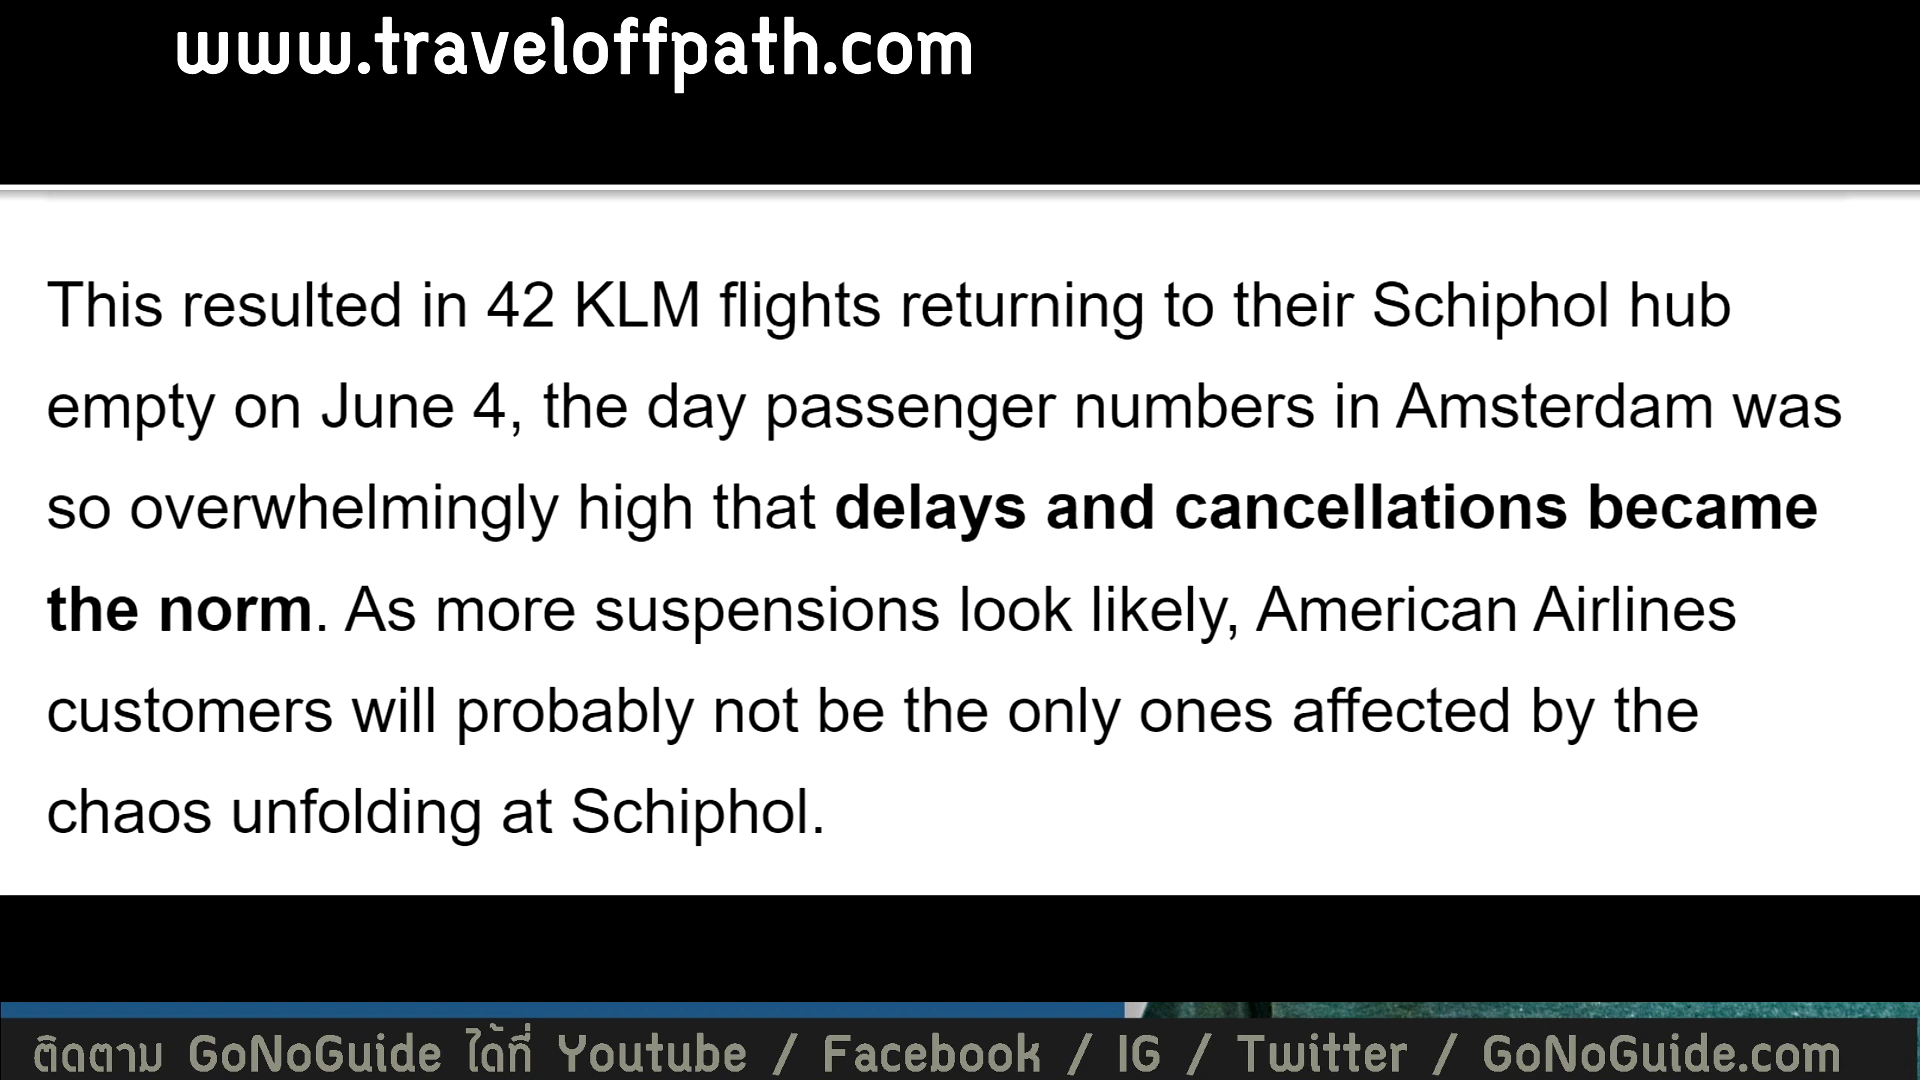 www.traveloffpath.com
This resulted in 42 KLM flights returning to their Schiphol hub
empty on June 4, the day passenger numbers in Amsterdam was
so overwhelmingly high that delays and cancellations became
the norm. As more suspensions look likely, American Airlines
customers will probably not be the only ones affected by the
chaos unfolding at Schiphol.
ติดตาม GoNoGuide ได้ที่ Youtube / Facebook / IG / Twitter / GoNoGuide.com